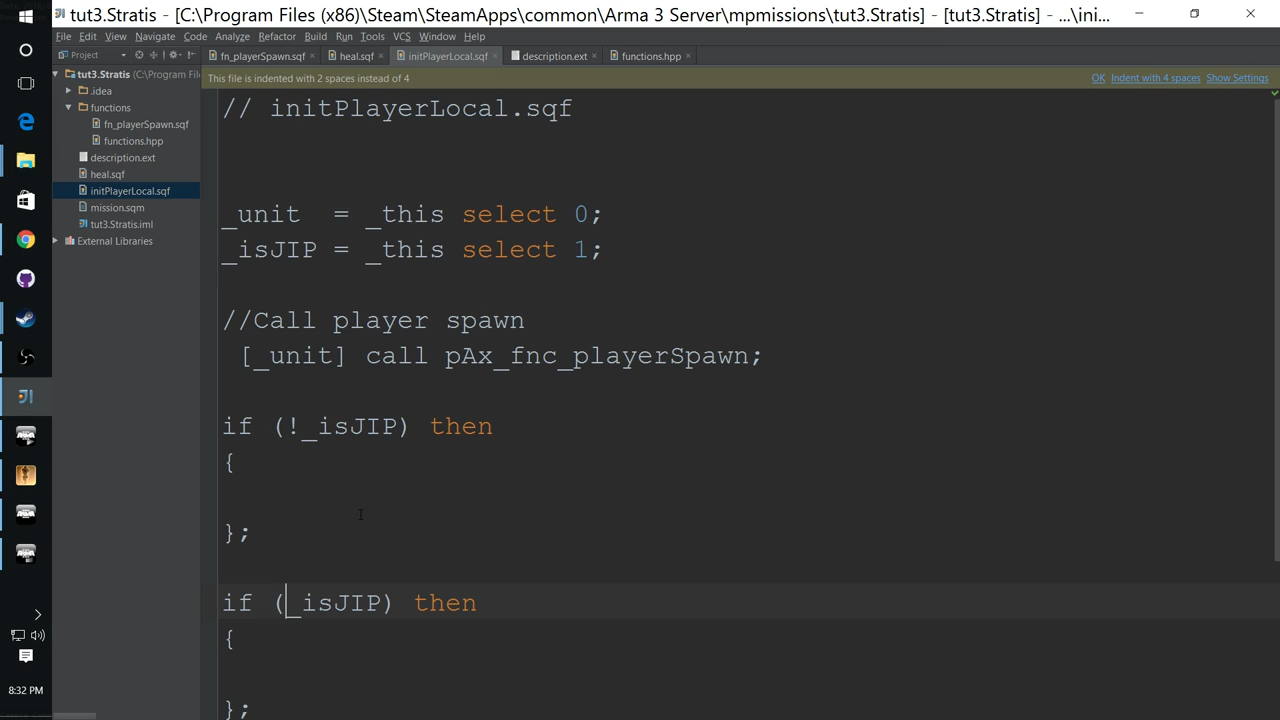 tut3.Stratis - [C:\Program Files (x86)\Steam\SteamApps\common\Arma 3 Server\mpmissions\tut3.Stratis] - [tut3.Stratis] - ...\ini...
File Edit View Navigate Code Analyze Refactor Build Run Tools VCS Window Help
Project
fn_playerSpawn.sqf heal.sqf initPlayerLocal.sqf description.ext functions.hpp
tut3.Stratis (C:\Program Fil
.idea
functions
fn_playerSpawn.sqf
functions.hpp
description.ext
heal.sqf
initPlayerLocal.sqf
mission.sqm
tut3.Stratis.iml
External Libraries
This file is indented with 2 spaces instead of 4 OK Indent with 4 spaces Show Settings
// initPlayerLocal.sqf
_unit = _this select 0;
_isJIP = _this select 1;
//Call player spawn
[_unit] call pAx_fnc_playerSpawn;
if (!_isJIP) then
{
};
if (_isJIP) then
{
};
8:32 PM